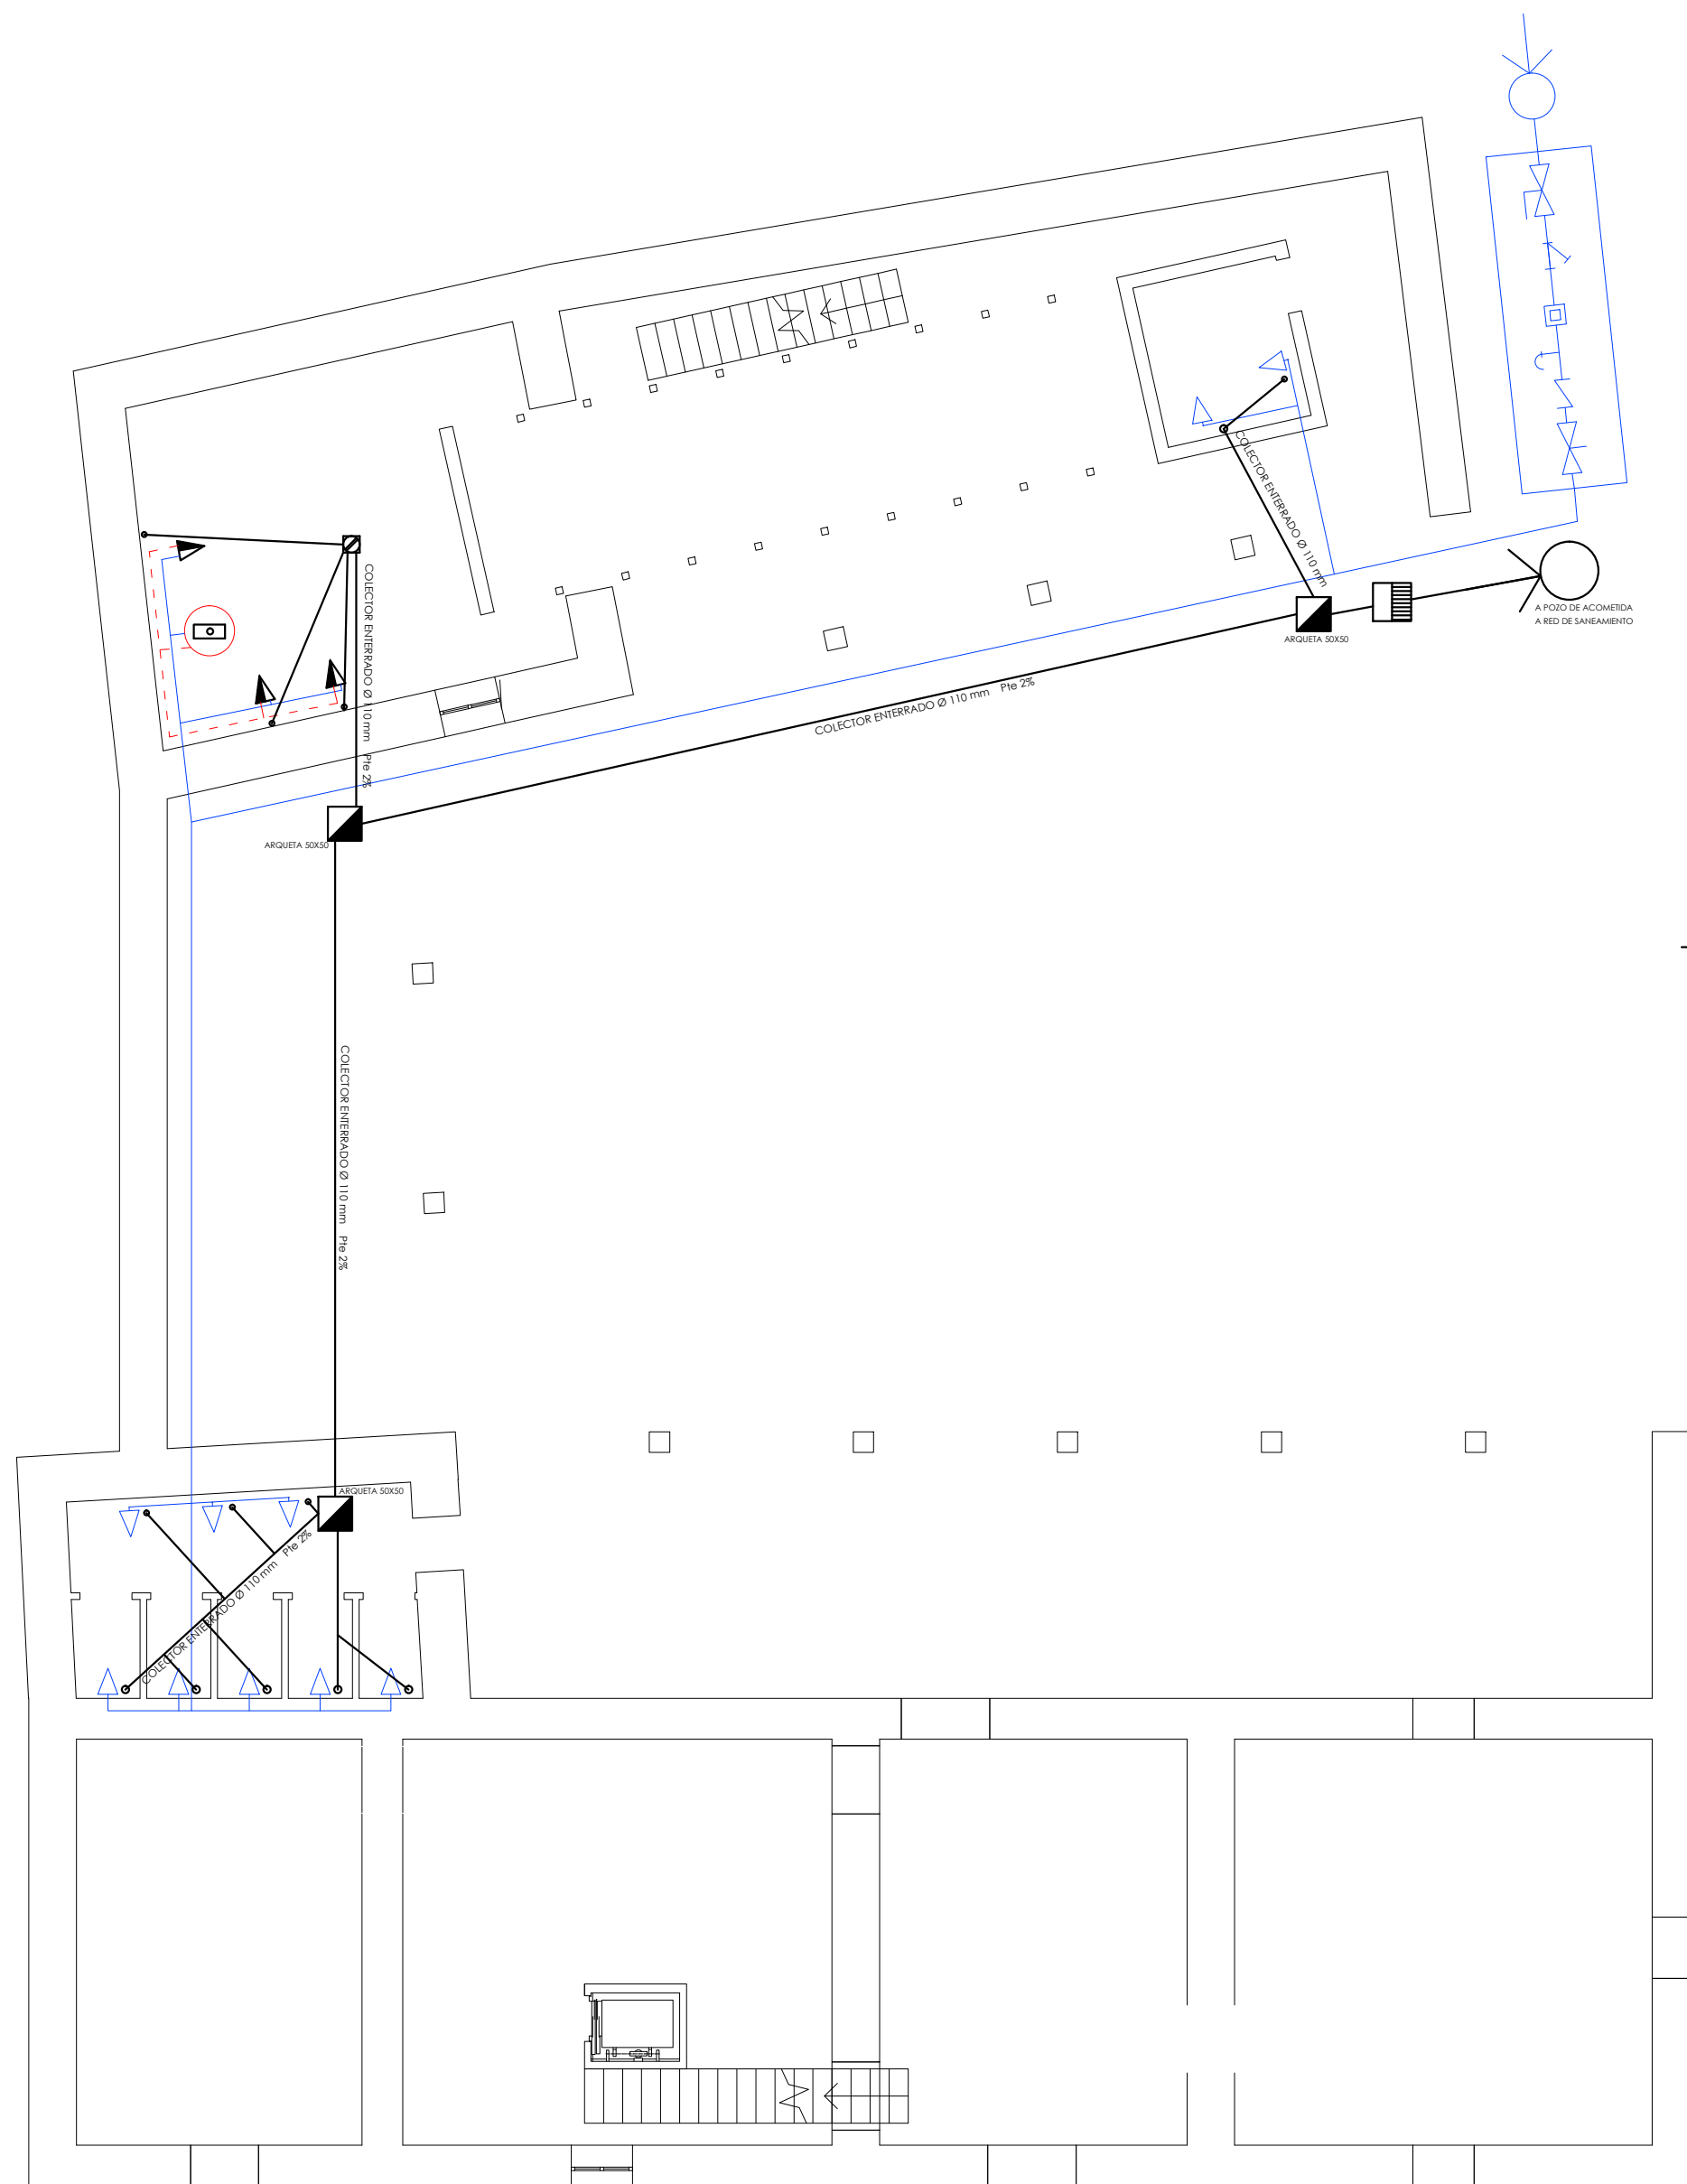 COLECTOR ENTERRADO Ø 110 mm
A POZO DE ACOMETIDA
A RED DE SANEAMIENTO
ARQUETA 50X50
COLECTOR ENTERRADO Ø 110 mm Pte 2%
COLECTOR ENTERRADO Ø 110 mm Pte 2%
ARQUETA 50X50
COLECTOR ENTERRADO Ø 110 mm Pte 2%
ARQUETA 50X50
COLECTOR ENTERRADO Ø 110 mm Pte 2%